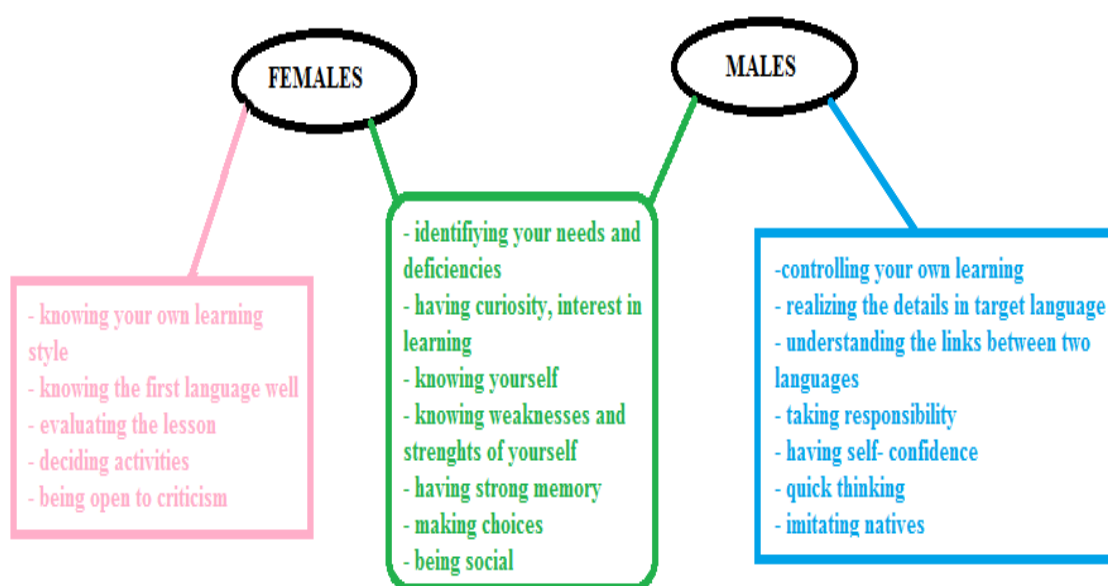 FEMALES
MALES
- knowing your own learning
style
- knowing the first language well
- evaluating the lesson
- deciding activities
- being open to criticism
- identifiying your needs and
deficiencies
- having curiosity, interest in
learning
- knowing yourself
- knowing weaknesses and
strenghts of yourself
- having strong memory
- making choices
- being social
-controlling your own learning
- realizing the details in target language
- understanding the links between two
languages
- taking responsibility
- having self- confidence
- quick thinking
- imitating natives